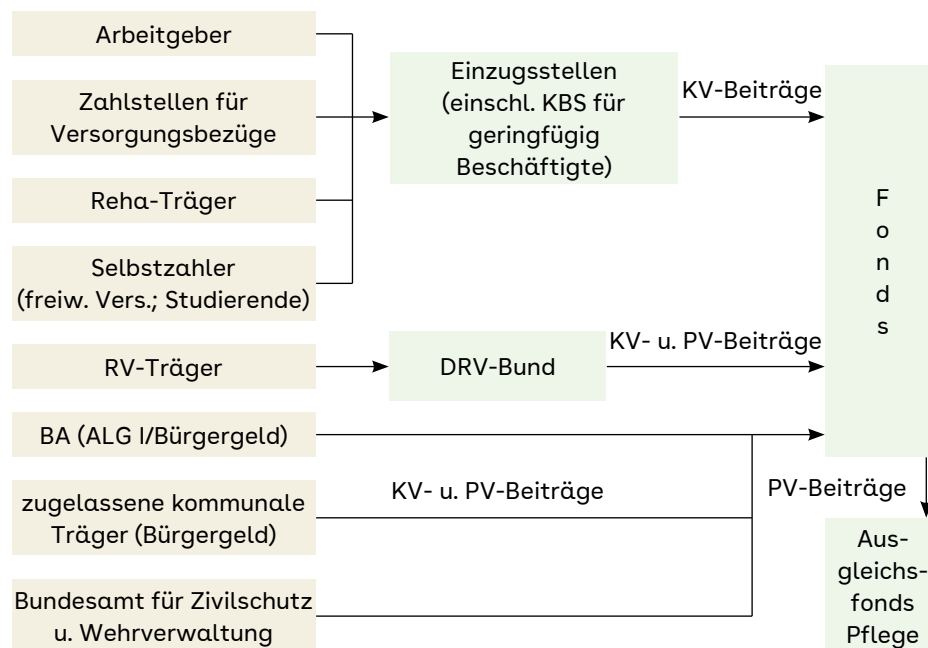 Arbeitgeber
Zahlstellen für
Versorgungsbezüge
Reha-Träger
Selbstzahler
(freiw. Vers.; Studierende)
RV-Träger
BA (ALG I/Bürgergeld)
zugelassene kommunale
Träger (Bürgergeld)
Bundesamt für Zivilschutz
u. Wehrverwaltung
Einzugsstellen
(einschl. KBS für
geringfügig
Beschäftigte)
DRV-Bund
KV-Beiträge
KV- u. PV-Beiträge
KV- u. PV-Beiträge
F
o
n
d
s
PV-Beiträge
Aus-
gleichs-
fonds
Pflege